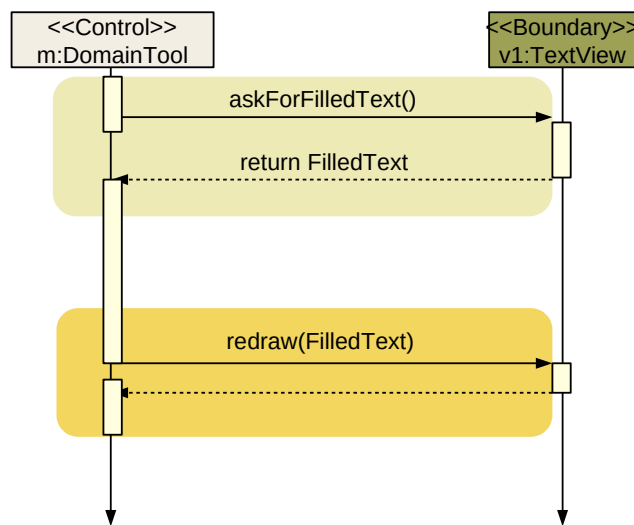 <<Control>>
m:DomainTool
<<Boundary>>
v1:TextView
askForFilledText()
return FilledText
redraw(FilledText)